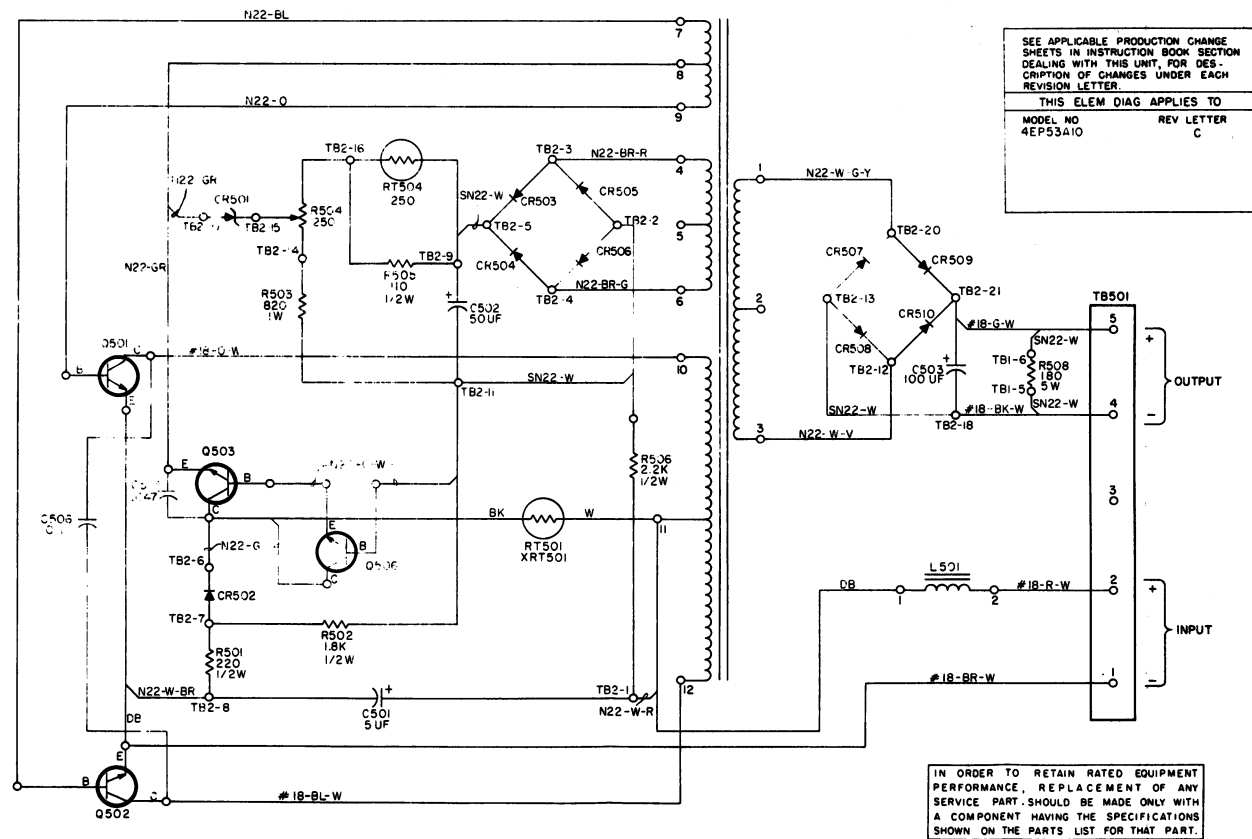 N22-BL
7
8
N22-O
9
SEE APPLICABLE PRODUCTION CHANGE
SHEETS IN INSTRUCTION BOOK SECTION
DEALING WITH THIS UNIT, FOR DES-
CRIPTION OF CHANGES UNDER EACH
REVISION LETTER.
THIS ELEM DIAG APPLIES TO
MODEL NO REV LETTER
4EP53A10 C
TB2-16
RT504
250
TB2-3
N22-BR-R
4
CR503
CR505
SN22-W
TB2-5
TB2-2
5
CR504
CR506
TB2-4
N22-BR-G
6
N22 GR
CR501
TB2-15
R504
250
TB2-14
TB2-9
R505
110
1/2W
N22-GR
R503
820
1W
+
C502
50UF
1
N22-W-G-Y
TB2-20
CR507
CR509
TB2-13
TB2-21
2
CR508
CR510
TB2-12
+
C503
100 UF
#18-G-W
SN22-W
TB1-6
R508
180
5W
TB1-5
SN22-W
SN22-W
#18-BK-W
TB2-18
3
N22-W-V
TB501
5
+
OUTPUT
4
-
3
2
+
INPUT
1
-
Q501
C
B
E
#18-O-W
10
SN22-W
TB2-11
Q503
E
B
C
R506
2.2K
1/2W
BK
W
11
RT501
XRT501
C506
N22-G
TB2-6
E
B
C
Q506
CR502
TB2-7
R502
1.8K
1/2W
R501
220
1/2W
N22-W-BR
TB2-8
+
C501
5 UF
TB2-1
N22-W-R
12
DB
L501
1
2
#18-R-W
#18-BR-W
DB
E
B
C
Q502
#18-BL-W
IN ORDER TO RETAIN RATED EQUIPMENT
PERFORMANCE, REPLACEMENT OF ANY
SERVICE PART. SHOULD BE MADE ONLY WITH
A COMPONENT HAVING THE SPECIFICATIONS
SHOWN ON THE PARTS LIST FOR THAT PART.